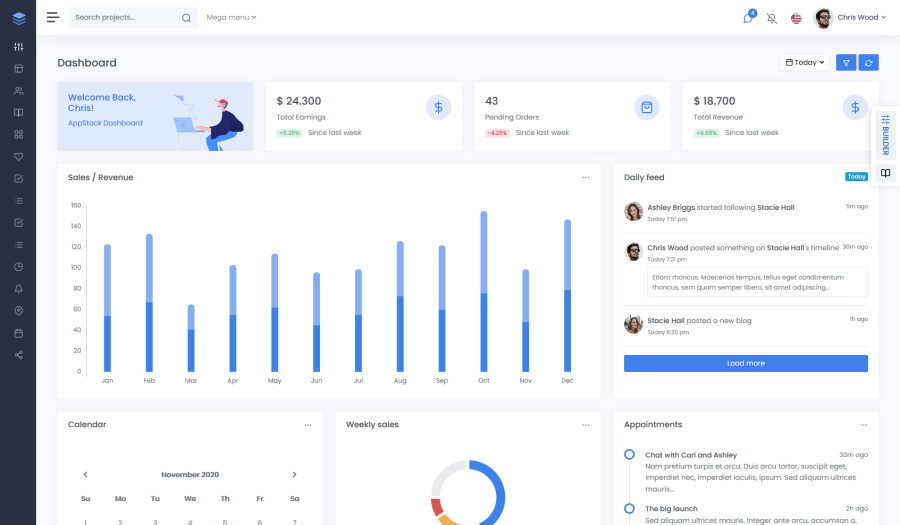 Search projects...
Mega menu
4
Chris Wood
Dashboard
Today
Welcome Back,
Chris!
AppStack Dashboard
$ 24.300
Total Earnings
+5.35%
Since last week
43
Pending Orders
-4.25%
Since last week
$ 18.700
Total Revenue
+8.65%
Since last week
BUILDER
Sales / Revenue
160
140
120
100
80
60
40
20
0
Jan
Feb
Mar
Apr
May
Jun
Jul
Aug
Sep
Oct
Nov
Dec
Daily feed
Today
Ashley Briggs started following Stacie Hall
5m ago
Today 7:51 pm
Chris Wood posted something on Stacie Hall's timeline
30m ago
Today 7:21 pm
Etiam rhoncus. Maecenas tempus, tellus eget condimentum
rhoncus, sem quam semper libero, sit amet adipiscing...
Stacie Hall posted a new blog
1h ago
Today 6:35 pm
Load more
Calendar
November 2020
Su Mo Tu We Th Fr Sa
1 2 3 4 5 6 7
Weekly sales
Appointments
Chat with Carl and Ashley
30m ago
Nam pretium turpis et arcu. Duis arcu tortor, suscipit eget,
imperdiet nec, imperdiet iaculis, ipsum. Sed aliquam ultrices
mauris...
The big launch
2h ago
Sed aliquam ultrices mauris. Integer ante arcu, accumsan a,